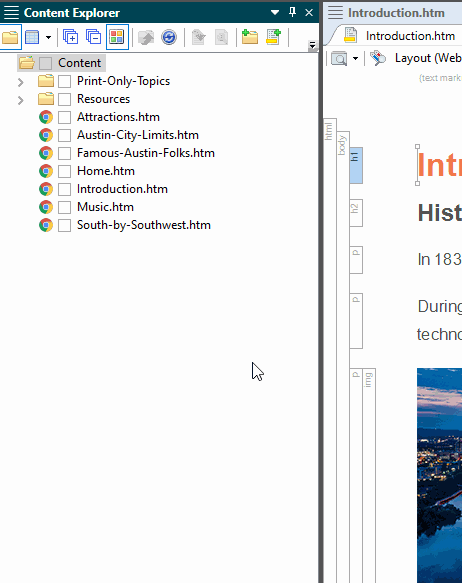 Content Explorer
Introduction.htm
Introduction.htm
Layout (Web
(text mark
Content
Print-Only-Topics
Resources
Attractions.htm
Austin-City-Limits.htm
Famous-Austin-Folks.htm
Home.htm
Introduction.htm
Music.htm
South-by-Southwest.htm
html
body
h1
Intr
h2
Hist
p
In 183
p
During
techno
p
img